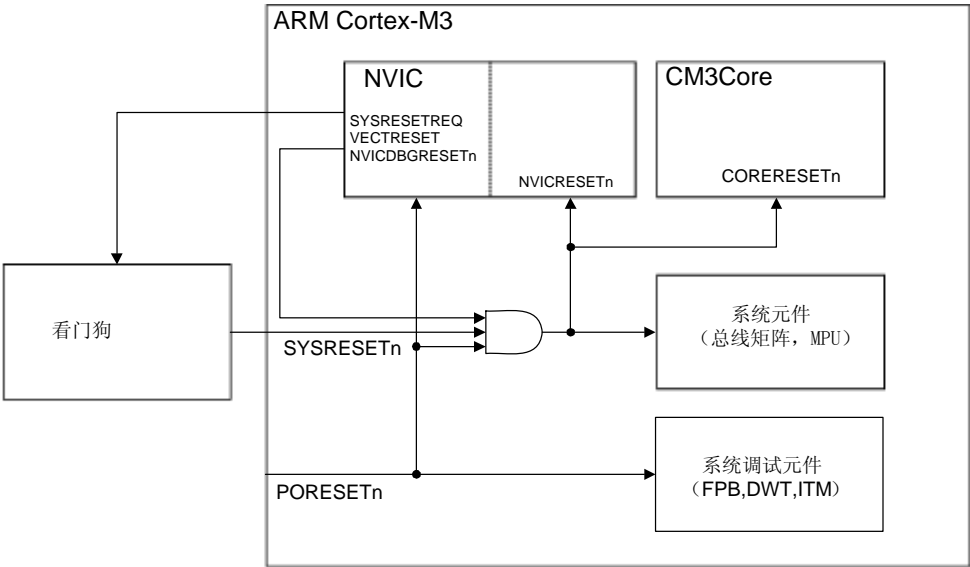 ARM Cortex-M3
NVIC
SYSRESETREQ
VECTRESET
NVICDBGRESETn
NVICRESETn
CM3Core
CORERESETn
看门狗
SYSRESETn
系统元件
（总线矩阵，MPU）
PORESETn
系统调试元件
（FPB,DWT,ITM）